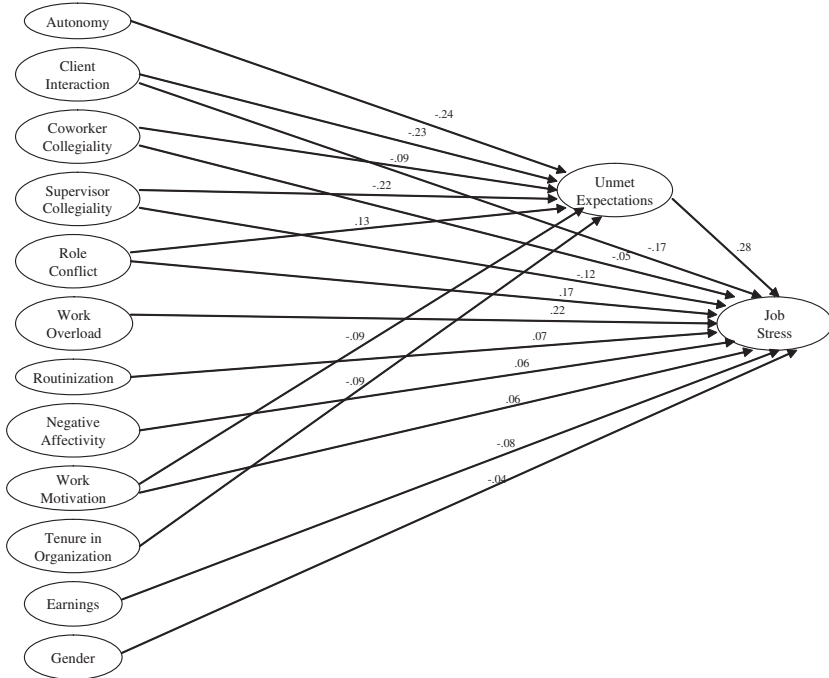 Autonomy
Client
Interaction
Coworker
Collegiality
Supervisor
Collegiality
Role
Conflict
Work
Overload
Routinization
Negative
Affectivity
Work
Motivation
Tenure in
Organization
Earnings
Gender
-.24
-.23
-.09
-.22
.13
Unmet
Expectations
-.17
.28
-.05
-.12
.17
.22
Job
Stress
-.09
.07
-.09
.06
.06
-.08
-.04